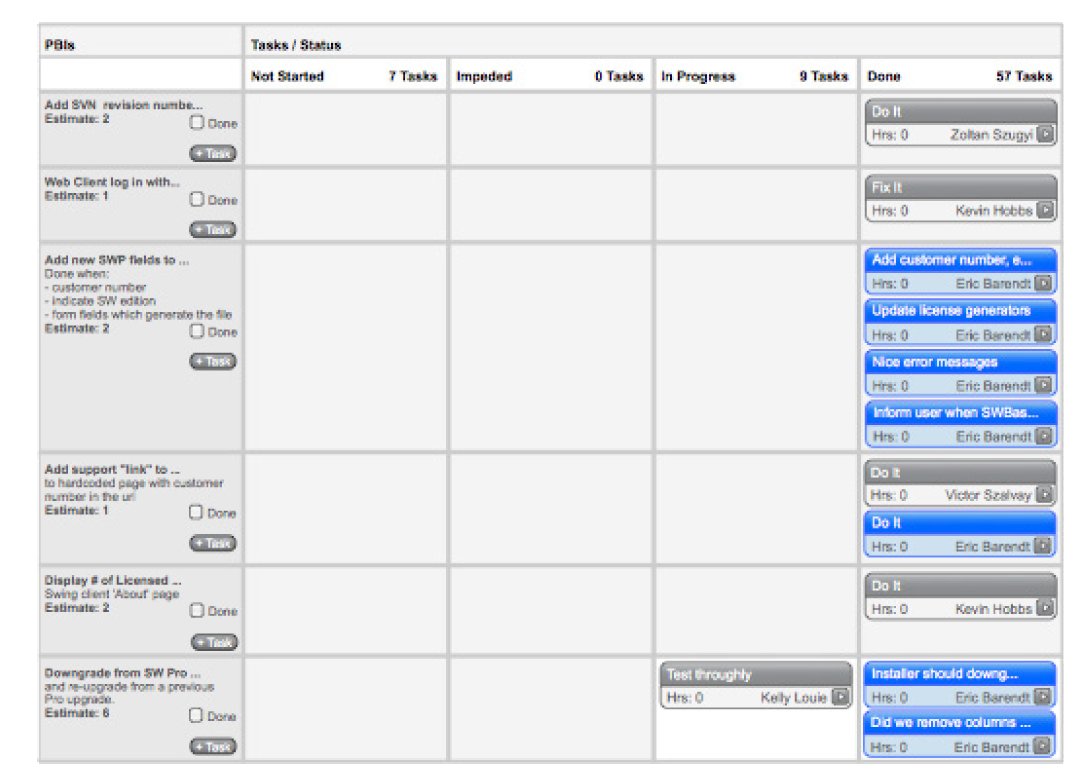 PBIs
Tasks / Status
Not Started 7 Tasks
Impeded 0 Tasks
In Progress 9 Tasks
Done 57 Tasks
Add SVN revision numbe...
Estimate: 2
Done
+ Task
Do It
Hrs: 0 Zoltan Szugyi
Web Client log in with...
Estimate: 1
Done
+ Task
Fix It
Hrs: 0 Kevin Hobbs
Add new SWP fields to ...
Done when:
- customer number
- indicate SW edition
- form fields which generate the file
Estimate: 2
Done
+ Task
Add customer number, e...
Hrs: 0 Eric Barendt
Update license generators
Hrs: 0 Eric Barendt
Nice error messages
Hrs: 0 Eric Barendt
Inform user when SWBas...
Hrs: 0 Eric Barendt
Add support "link" to ...
to hardcoded page with customer
number in the url
Estimate: 1
Done
+ Task
Do It
Hrs: 0 Victor Szalvay
Do It
Hrs: 0 Eric Barendt
Display # of Licensed ...
Swing client 'About' page
Estimate: 2
Done
+ Task
Do It
Hrs: 0 Kevin Hobbs
Downgrade from SW Pro ...
and re-upgrade from a previous
Pro upgrade.
Estimate: 6
Done
+ Task
Test throughly
Hrs: 0 Kelly Louie
Installer should downg...
Hrs: 0 Eric Barendt
Did we remove columns ...
Hrs: 0 Eric Barendt